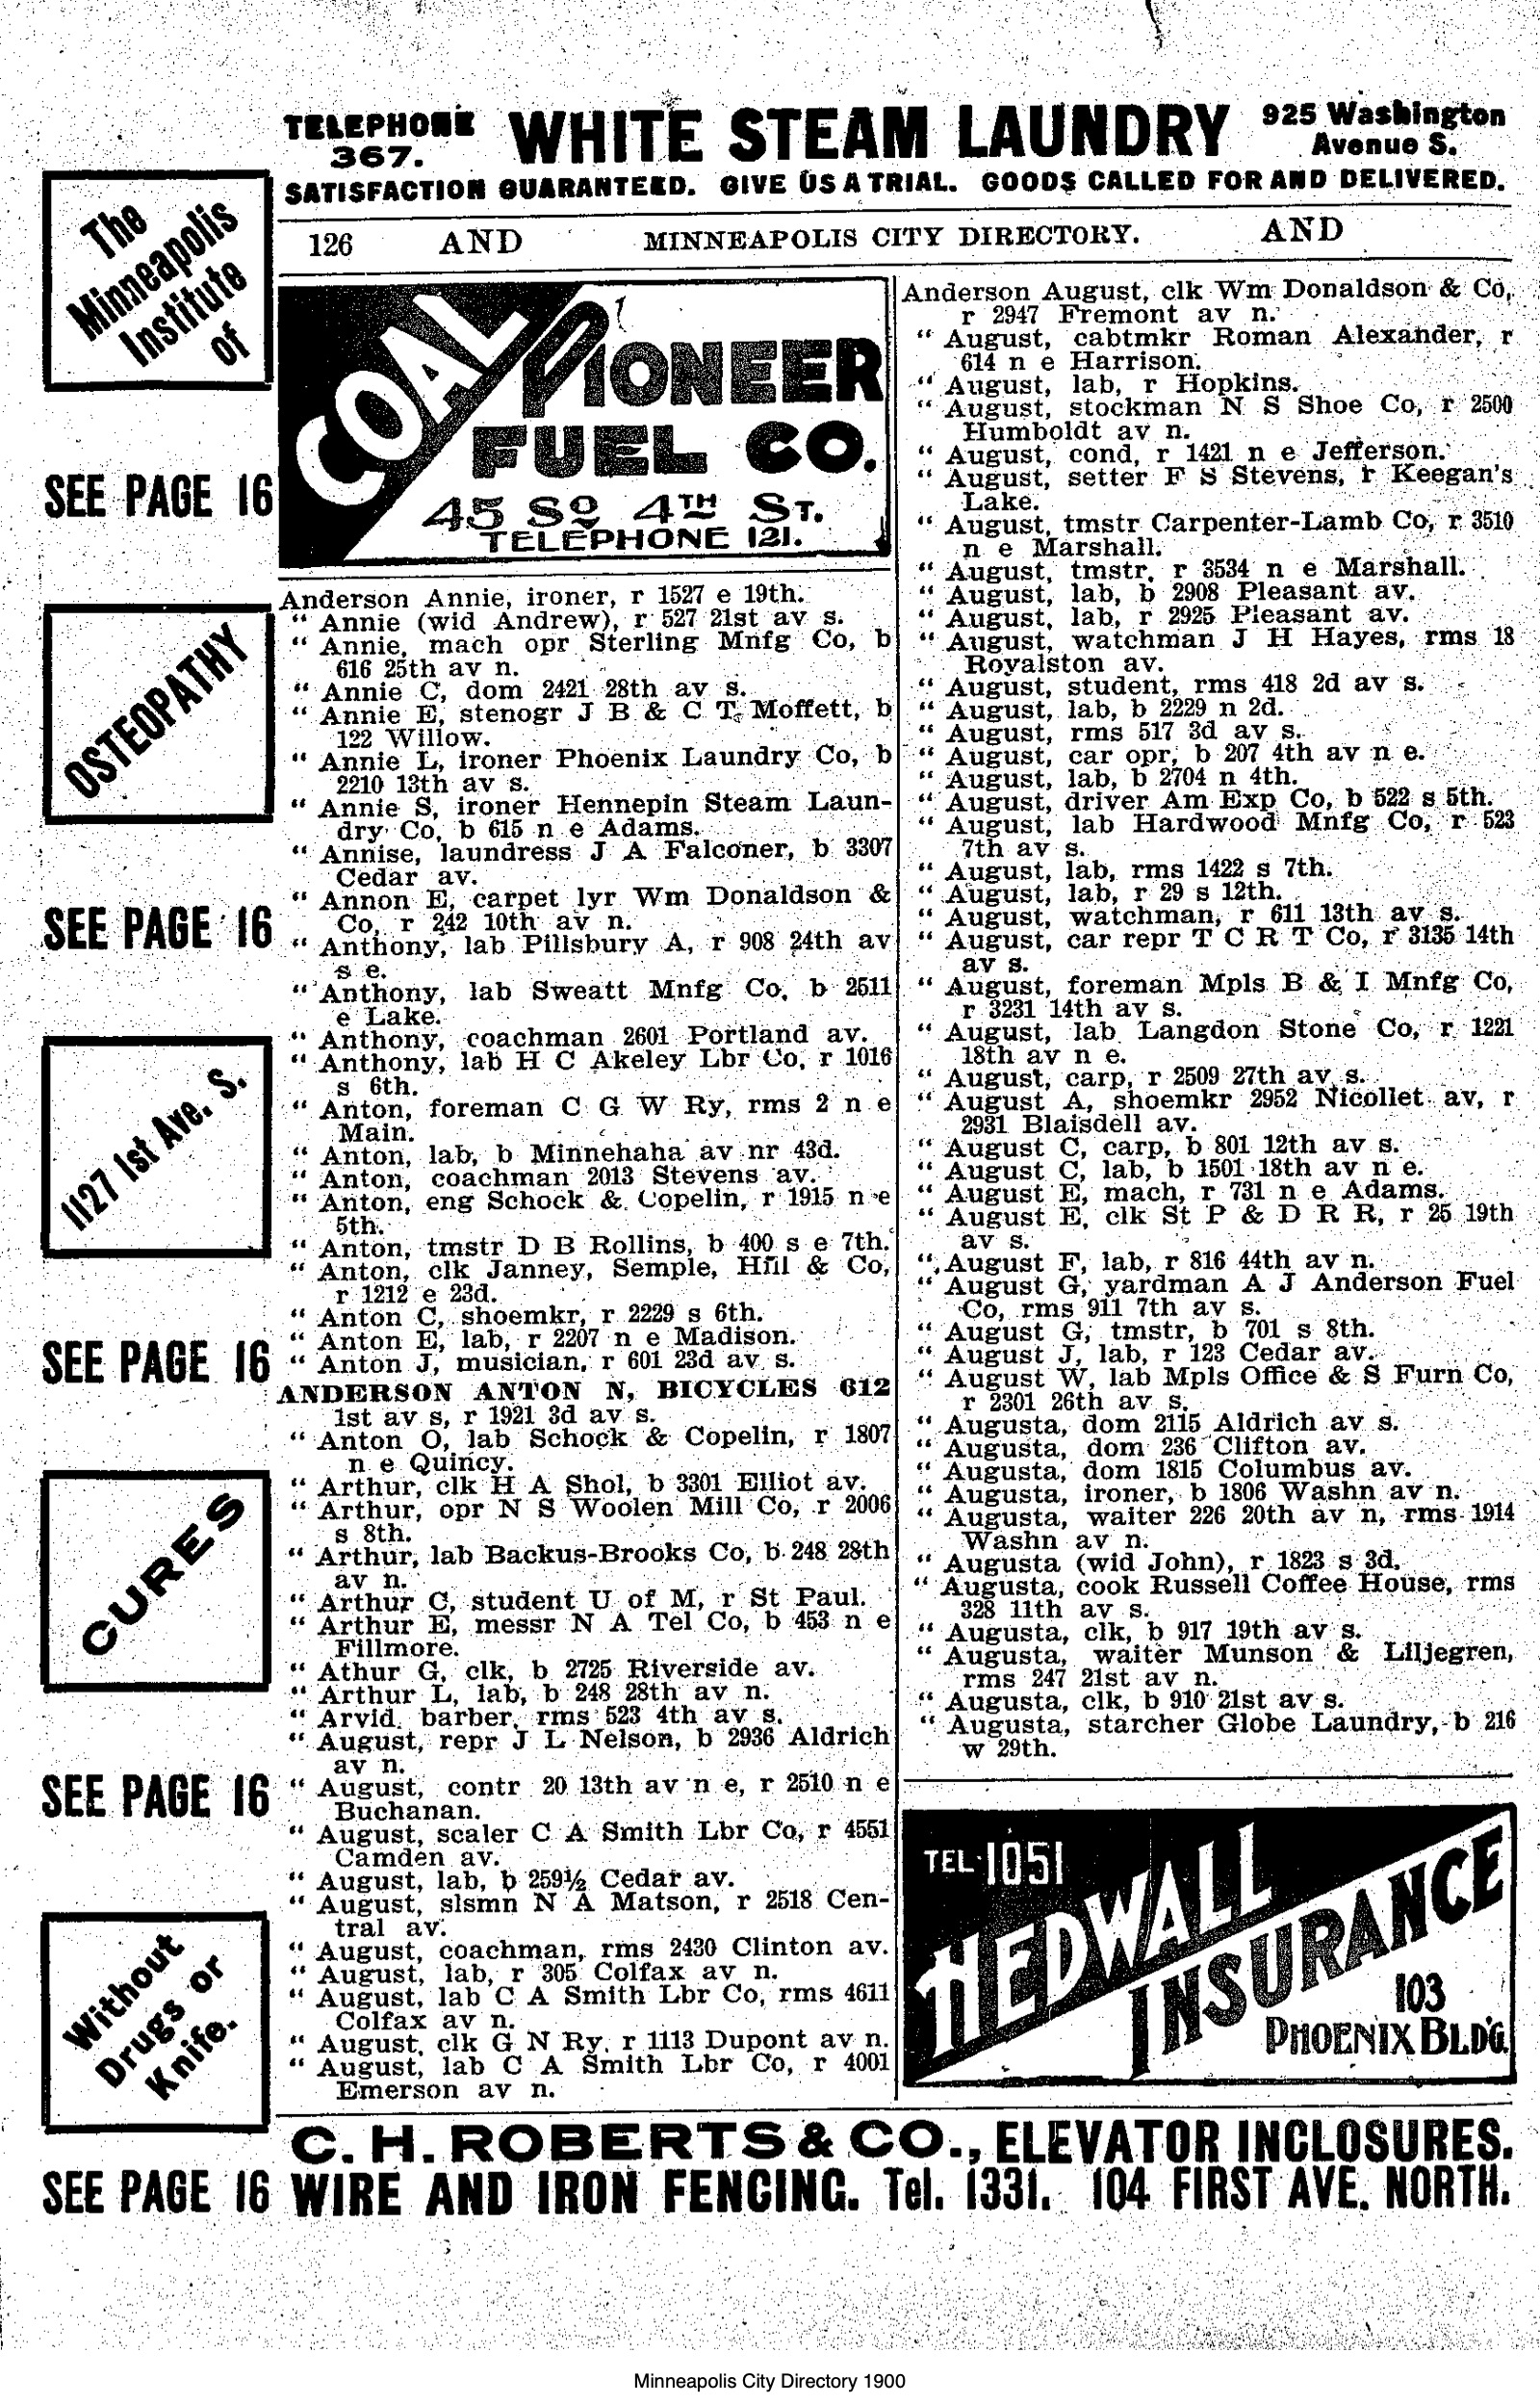 TELEPHONE
367.
WHITE STEAM LAUNDRY
925 Washington
Avenue S.
SATISFACTION GUARANTEED. GIVE US A TRIAL. GOODS CALLED FOR AND DELIVERED.
126 AND MINNEAPOLIS CITY DIRECTORY. AND
The
Minneapolis
Institute
of
SEE PAGE 16
OSTEOPATHY
SEE PAGE 16
1127 1st Ave. S.
SEE PAGE 16
CURES
SEE PAGE 16
Without
Drugs or
Knife.
SEE PAGE 16
COAL
PIONEER
FUEL CO.
45 So 4TH ST.
TELEPHONE 121.
Anderson Annie, ironer, r 1527 e 19th.
" Annie (wid Andrew), r 527 21st av s.
" Annie, mach opr Sterling Mnfg Co, b
616 25th av n.
" Annie C, dom 2421 28th av s.
" Annie E, stenogr J B & C T Moffett, b
122 Willow.
" Annie L, ironer Phoenix Laundry Co, b
2210 13th av s.
" Annie S, ironer Hennepin Steam Laun-
dry Co, b 615 n e Adams.
" Annise, laundress J A Falconer, b 3307
Cedar av.
" Annon E, carpet lyr Wm Donaldson &
Co, r 242 10th av n.
" Anthony, lab Pillsbury A, r 908 24th av
s e.
" Anthony, lab Sweatt Mnfg Co, b 2511
e Lake.
" Anthony, coachman 2601 Portland av.
" Anthony, lab H C Akeley Lbr Co, r 1016
s 6th.
" Anton, foreman C G W Ry, rms 2 n e
Main.
" Anton, lab, b Minnehaha av nr 43d.
" Anton, coachman 2013 Stevens av.
" Anton, eng Schock & Copelin, r 1915 n e
5th.
" Anton, tmstr D B Rollins, b 400 s e 7th.
" Anton, clk Janney, Semple, Hill & Co,
r 1212 e 23d.
" Anton C, shoemkr, r 2229 s 6th.
" Anton E, lab, r 2207 n e Madison.
" Anton J, musician, r 601 23d av s.
ANDERSON ANTON N, BICYCLES 612
1st av s, r 1921 3d av s.
" Anton O, lab Schock & Copelin, r 1807
n e Quincy.
" Arthur, clk H A Shol, b 3301 Elliot av.
" Arthur, opr N S Woolen Mill Co, r 2006
s 8th.
" Arthur, lab Backus-Brooks Co, b 248 28th
av n.
" Arthur C, student U of M, r St Paul.
" Arthur E, messr N A Tel Co, b 453 n e
Fillmore.
" Athur G, clk, b 2725 Riverside av.
" Arthur L, lab, b 248 28th av n.
" Arvid, barber, rms 523 4th av s.
" August, repr J L Nelson, b 2936 Aldrich
av n.
" August, contr 20 13th av n e, r 2510 n e
Buchanan.
" August, scaler C A Smith Lbr Co, r 4551
Camden av.
" August, lab, b 259½ Cedar av.
" August, slsmn N A Matson, r 2518 Cen-
tral av.
" August, coachman, rms 2430 Clinton av.
" August, lab, r 305 Colfax av n.
" August, lab C A Smith Lbr Co, rms 4611
Colfax av n.
" August, clk G N Ry, r 1113 Dupont av n.
" August, lab C A Smith Lbr Co, r 4001
Emerson av n.
Anderson August, clk Wm Donaldson & Co,
r 2947 Fremont av n.
" August, cabtmkr Roman Alexander, r
614 n e Harrison.
" August, lab, r Hopkins.
" August, stockman N S Shoe Co, r 2500
Humboldt av n.
" August, cond, r 1421 n e Jefferson.
" August, setter F S Stevens, r Keegan's
Lake.
" August, tmstr Carpenter-Lamb Co, r 3510
n e Marshall.
" August, tmstr, r 3534 n e Marshall.
" August, lab, b 2908 Pleasant av.
" August, lab, r 2925 Pleasant av.
" August, watchman J H Hayes, rms 18
Royalston av.
" August, student, rms 418 2d av s.
" August, lab, b 2229 n 2d.
" August, rms 517 3d av s.
" August, car opr, b 207 4th av n e.
" August, lab, b 2704 n 4th.
" August, driver Am Exp Co, b 522 s 5th.
" August, lab Hardwood Mnfg Co, r 523
7th av s.
" August, lab, rms 1422 s 7th.
" August, lab, r 29 s 12th.
" August, watchman, r 611 13th av s.
" August, car repr T C R T Co, r 3135 14th
av s.
" August, foreman Mpls B & I Mnfg Co,
r 3231 14th av s.
" August, lab Langdon Stone Co, r 1221
18th av n e.
" August, carp, r 2509 27th av s.
" August A, shoemkr 2952 Nicollet av, r
2931 Blaisdell av.
" August C, carp, b 801 12th av s.
" August C, lab, b 1501 18th av n e.
" August E, mach, r 731 n e Adams.
" August E, clk St P & D R R, r 25 19th
av s.
" August F, lab, r 816 44th av n.
" August G, yardman A J Anderson Fuel
Co, rms 911 7th av s.
" August G, tmstr, b 701 s 8th.
" August J, lab, r 123 Cedar av.
" August W, lab Mpls Office & S Furn Co,
r 2301 26th av s.
" Augusta, dom 2115 Aldrich av s.
" Augusta, dom 236 Clifton av.
" Augusta, dom 1815 Columbus av.
" Augusta, ironer, b 1806 Washn av n.
" Augusta, waiter 226 20th av n, rms 1914
Washn av n.
" Augusta (wid John), r 1823 s 3d.
" Augusta, cook Russell Coffee House, rms
328 11th av s.
" Augusta, clk, b 917 19th av s.
" Augusta, waiter Munson & Liljegren,
rms 247 21st av n.
" Augusta, clk, b 910 21st av s.
" Augusta, starcher Globe Laundry, b 216
w 29th.
TEL 1051
HEDWALL
INSURANCE
103
PHOENIX BLD'G.
C. H. ROBERTS & CO., ELEVATOR INCLOSURES.
WIRE AND IRON FENCING. Tel. 1331. 104 FIRST AVE. NORTH.
Minneapolis City Directory 1900